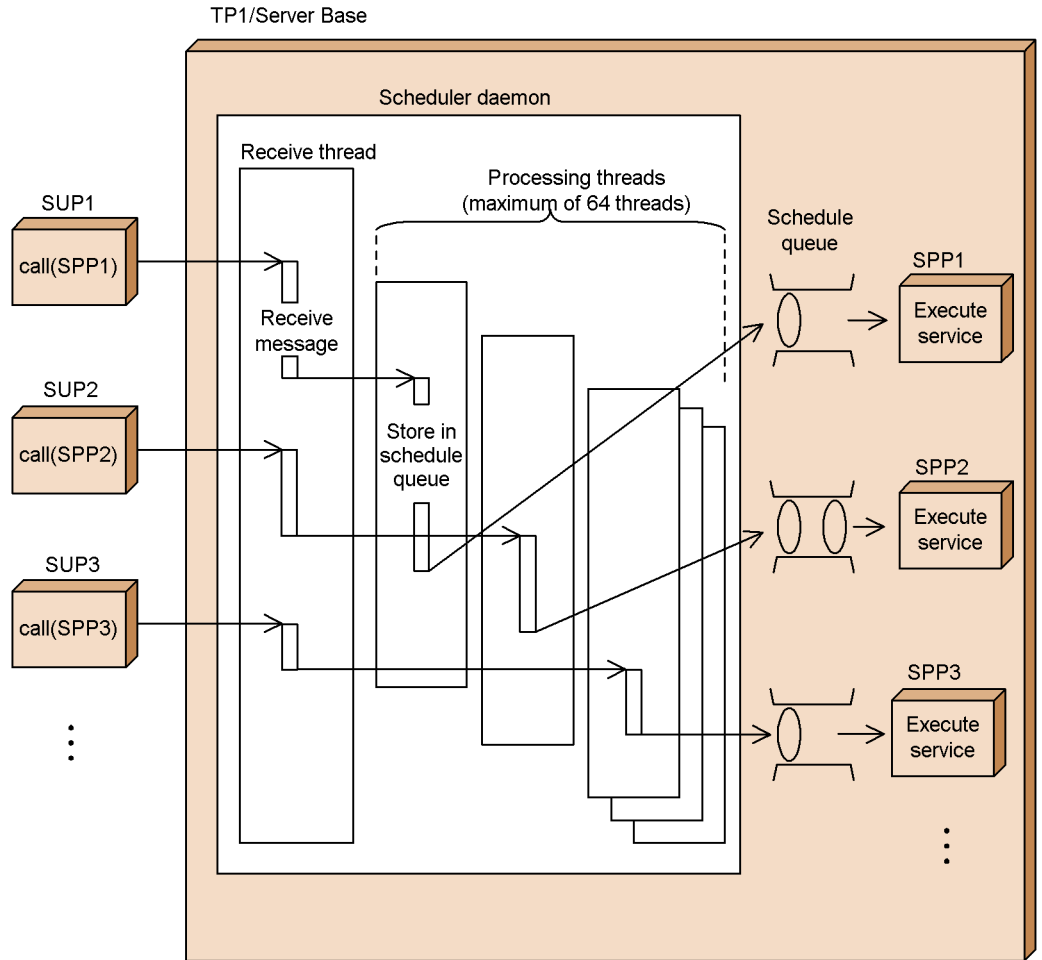 TP1/Server Base
Scheduler daemon
Receive thread
Processing threads
(maximum of 64 threads)
SUP1
call(SPP1)
Receive
message
Schedule
queue
SPP1
Execute
service
SUP2
call(SPP2)
Store in
schedule
queue
SPP2
Execute
service
SUP3
call(SPP3)
SPP3
Execute
service